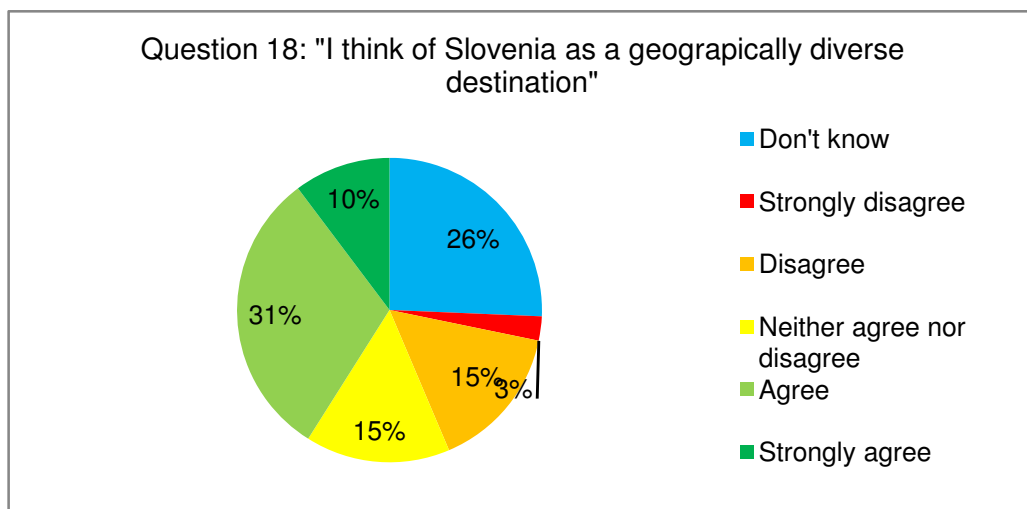 Question 18: "I think of Slovenia as a geograpically diverse
destination"
10%
26%
31%
15%
3%
15%
Don't know
Strongly disagree
Disagree
Neither agree nor
disagree
Agree
Strongly agree